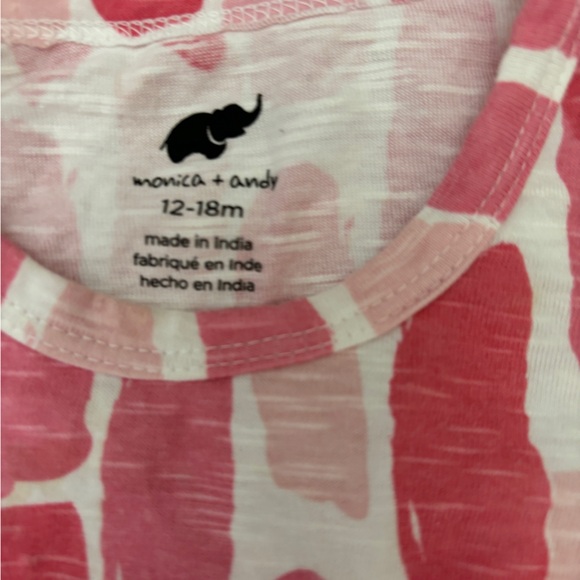 monica + andy
12-18m
made in India
fabriqué en Inde
hecho en India